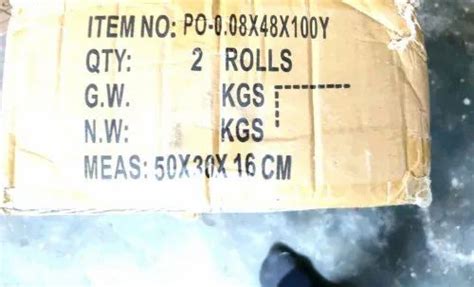 ITEM NO: PO-0.08X48X100Y
QTY: 2 ROLLS
G.W. KGS
N.W: KGS
MEAS: 50X30X16 CM